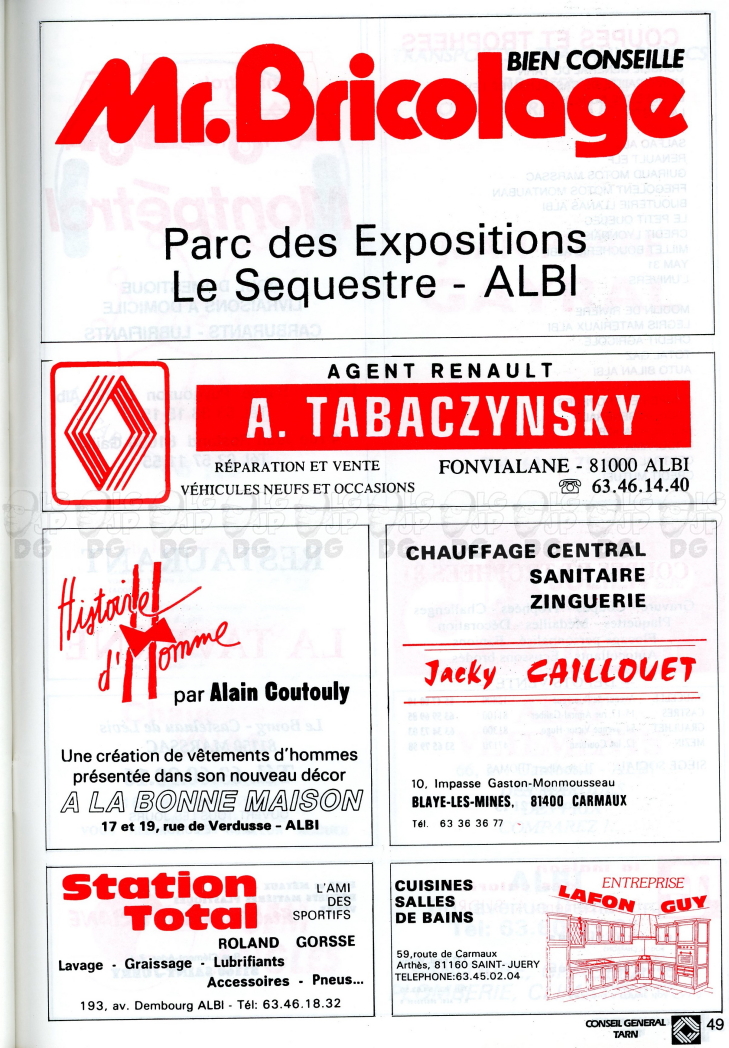 BIEN CONSEILLE
Mr.Bricolage
Parc des Expositions
Le Sequestre - ALBI
AGENT RENAULT
A. TABACZYNSKY
RÉPARATION ET VENTE
VÉHICULES NEUFS ET OCCASIONS
FONVIALANE - 81000 ALBI
☎ 63.46.14.40
Histoire
d'Homme
par Alain Coutouly
Une création de vêtements d'hommes
présentée dans son nouveau décor
A LA BONNE MAISON
17 et 19, rue de Verdusse - ALBI
CHAUFFAGE CENTRAL
SANITAIRE
ZINGUERIE
Jacky CAILLOUET
10, Impasse Gaston-Monmousseau
BLAYE-LES-MINES, 81400 CARMAUX
Tél. 63 36 36 77
Station
Total
L'AMI
DES
SPORTIFS
ROLAND GORSSE
Lavage - Graissage - Lubrifiants
Accessoires - Pneus...
193, av. Dembourg ALBI - Tél: 63.46.18.32
CUISINES
SALLES
DE BAINS
59,route de Carmaux
Arthès, 81160 SAINT-JUERY
TELEPHONE:63.45.02.04
ENTREPRISE
LAFON GUY
CONSEIL GENERAL
TARN
49